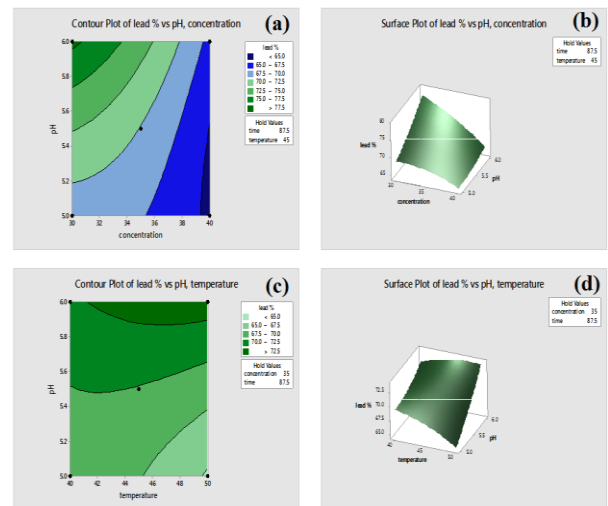 Contour Plot of lead % vs pH, concentration
(a)
6.0
5.8
5.6
5.4
5.2
5.0
pH
30
32
34
36
38
40
concentration
lead %
< 65.0
65.0 – 67.5
67.5 – 70.0
70.0 – 72.5
72.5 – 75.0
75.0 – 77.5
> 77.5
Hold Values
time 87.5
temperature 45
Surface Plot of lead % vs pH, concentration
(b)
Hold Values
time 87.5
temperature 45
80
75
70
65
lead %
30
35
40
concentration
5.0
5.5
6.0
pH
Contour Plot of lead % vs pH, temperature
(c)
6.0
5.8
5.6
5.4
5.2
5.0
pH
40
42
44
46
48
50
temperature
lead %
< 65.0
65.0 – 67.5
67.5 – 70.0
70.0 – 72.5
> 72.5
Hold Values
concentration 35
time 87.5
Surface Plot of lead % vs pH, temperature
(d)
Hold Values
concentration 35
time 87.5
72.5
70.0
67.5
65.0
lead %
40
45
50
temperature
5.0
5.5
6.0
pH